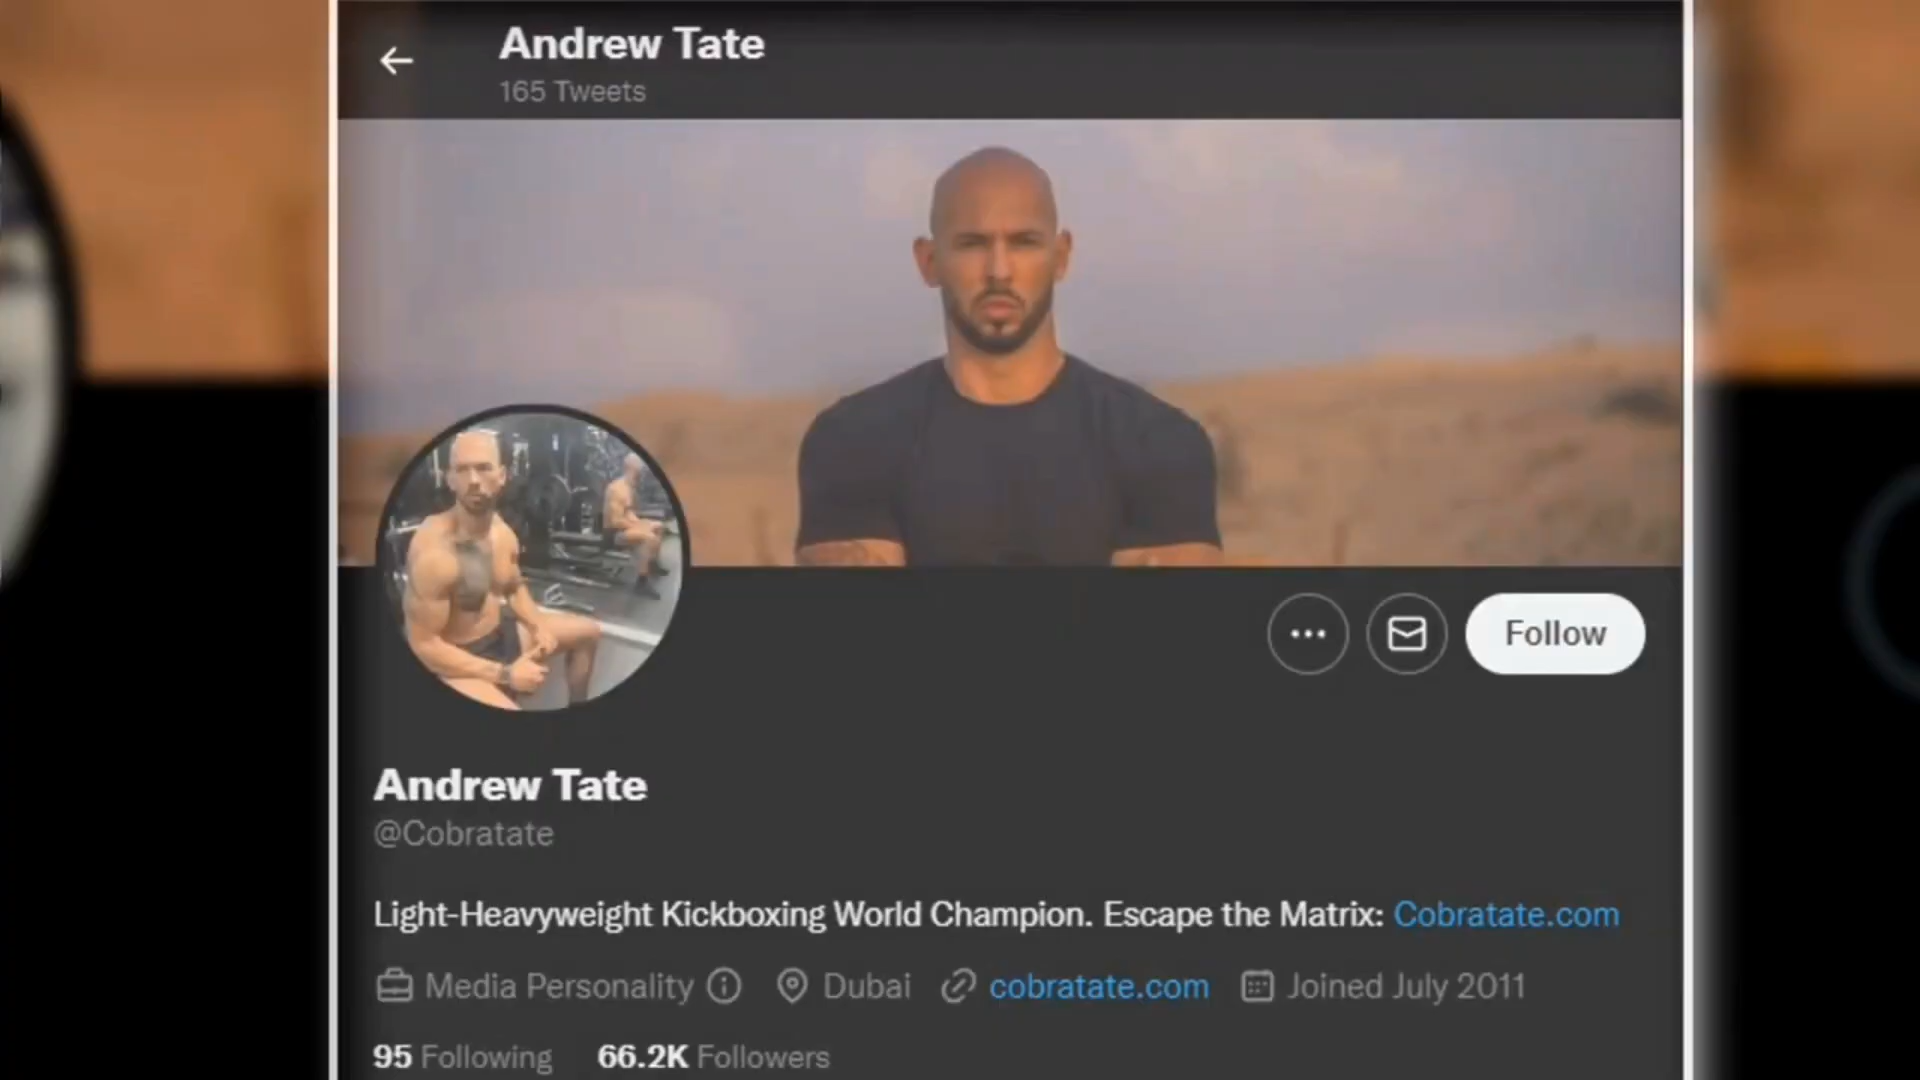 Andrew Tate
165 Tweets
Follow
Andrew Tate
@Cobratate
Light-Heavyweight Kickboxing World Champion. Escape the Matrix: Cobratate.com
Media Personality Dubai cobratate.com Joined July 2011
95 Following 66.2K Followers